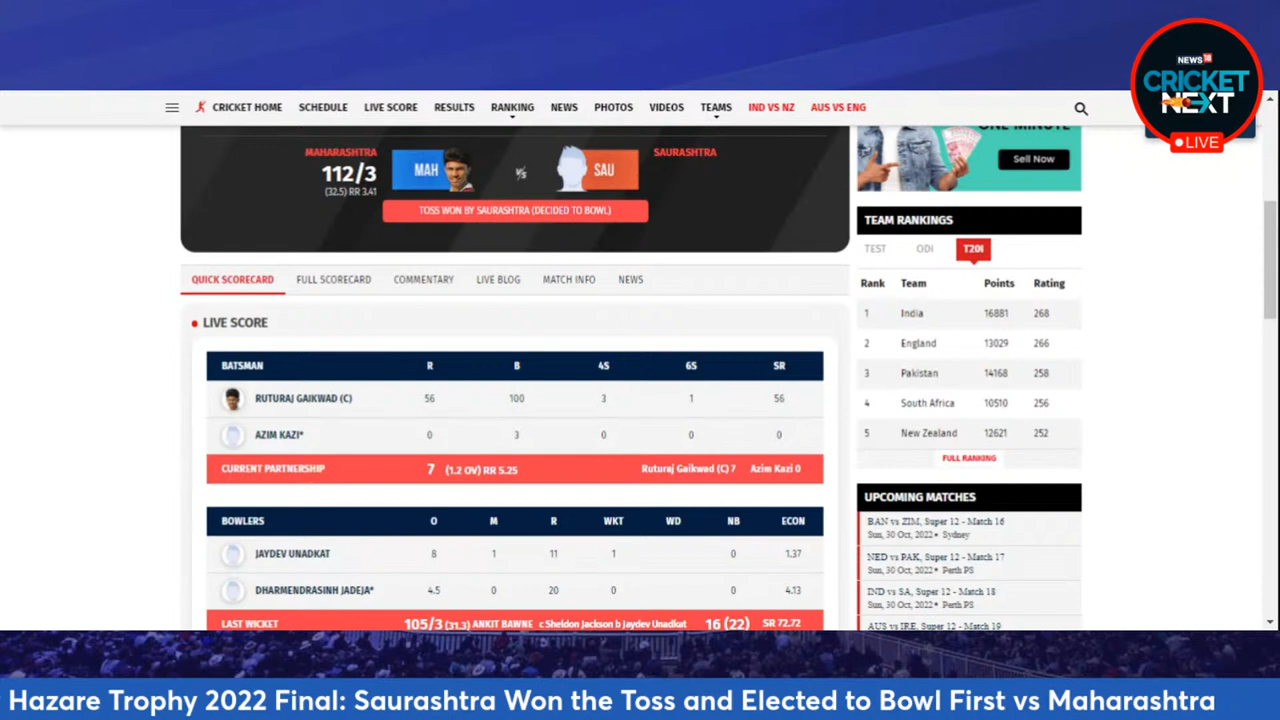 NEWS18
CRICKET
NEXT
LIVE
CRICKET HOME SCHEDULE LIVE SCORE RESULTS RANKING NEWS PHOTOS VIDEOS TEAMS IND VS NZ AUS VS ENG
MAHARASHTRA
112/3
(32.5) RR 3.41
MAH
V/S
SAU
SAURASHTRA
TOSS WON BY SAURASHTRA (DECIDED TO BOWL)
ONE MINUTE
Sell Now
QUICK SCORECARD FULL SCORECARD COMMENTARY LIVE BLOG MATCH INFO NEWS
LIVE SCORE
BATSMAN R B 4S 6S SR
RUTURAJ GAIKWAD (C) 56 100 3 1 56
AZIM KAZI* 0 3 0 0 0
CURRENT PARTNERSHIP 7 (1.2 OV) RR 5.25 Ruturaj Gaikwad (C) 7 Azim Kazi 0
BOWLERS O M R WKT WD NB ECON
JAYDEV UNADKAT 8 1 11 1 0 1.37
DHARMENDRASINH JADEJA* 4.5 0 20 0 0 4.13
LAST WICKET 105/3 (31.3) ANKIT BAWNE c Sheldon Jackson b Jaydev Unadkat 16 (22) SR 72.72
TEAM RANKINGS
TEST ODI T20I
Rank Team Points Rating
1 India 16881 268
2 England 13029 266
3 Pakistan 14168 258
4 South Africa 10510 256
5 New Zealand 12621 252
FULL RANKING
UPCOMING MATCHES
BAN vs ZIM, Super 12 - Match 16
Sun, 30 Oct, 2022 • Sydney
NED vs PAK, Super 12 - Match 17
Sun, 30 Oct, 2022 • Perth PS
IND vs SA, Super 12 - Match 18
Sun, 30 Oct, 2022 • Perth PS
AUS vs IRE, Super 12 - Match 19
Hazare Trophy 2022 Final: Saurashtra Won the Toss and Elected to Bowl First vs Maharashtra